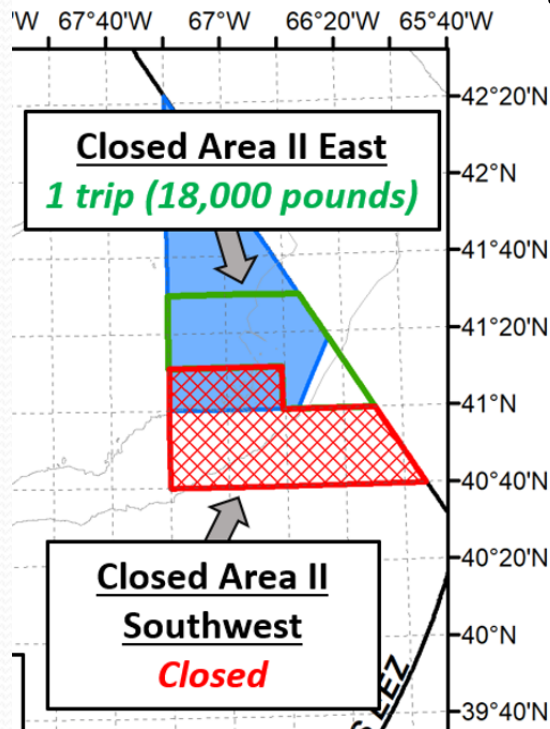 °W 67°40'W 67°W 66°20'W 65°40'W
42°20'N
Closed Area II East
1 trip (18,000 pounds)
42°N
41°40'N
41°20'N
41°N
40°40'N
40°20'N
Closed Area II
Southwest
Closed
40°N
EEZ
39°40'N